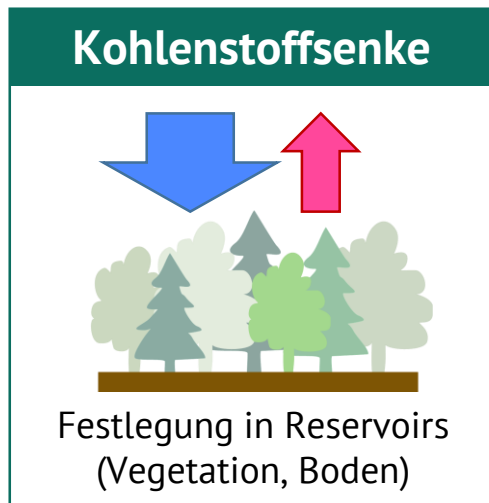 Kohlenstoffsenke
Festlegung in Reservoirs
(Vegetation, Boden)